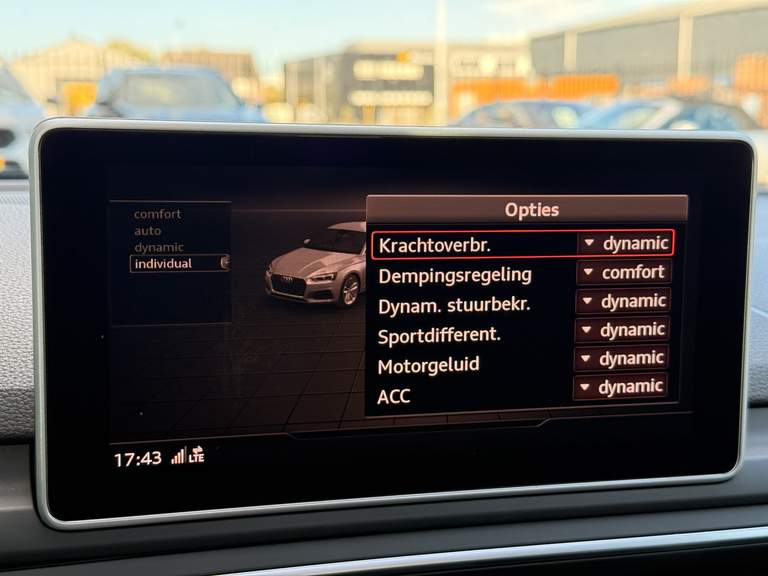 comfort
auto
dynamic
individual
Opties
Krachtoverbr. dynamic
Dempingsregeling comfort
Dynam. stuurbekr. dynamic
Sportdifferent. dynamic
Motorgeluid dynamic
ACC dynamic
17:43 LTE